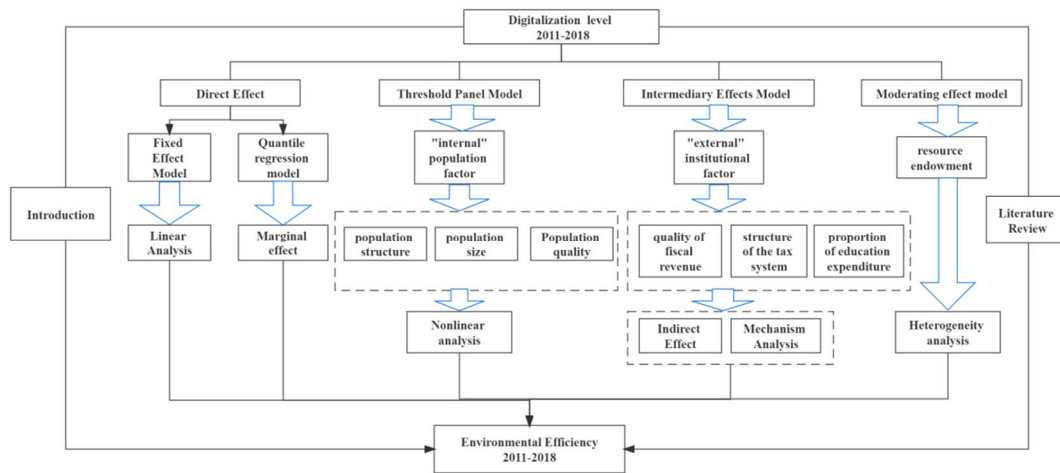 Digitalization level
2011-2018
Direct Effect
Threshold Panel Model
Intermediary Effects Model
Moderating effect model
Fixed
Effect
Model
Quantile
regression
model
"internal"
population
factor
"external"
institutional
factor
resource
endowment
Introduction
Literature
Review
Linear
Analysis
Marginal
effect
population
structure
population
size
Population
quality
quality of
fiscal
revenue
structure
of the tax
system
proportion
of education
expenditure
Nonlinear
analysis
Indirect
Effect
Mechanism
Analysis
Heterogeneity
analysis
Environmental Efficiency
2011-2018